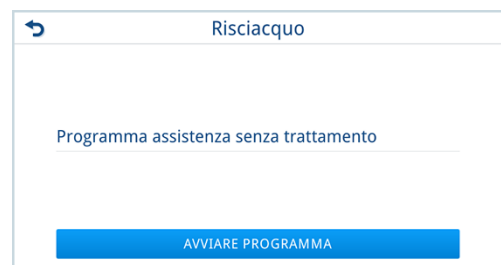 Risciacquo
Programma assistenza senza trattamento
AVVIARE PROGRAMMA